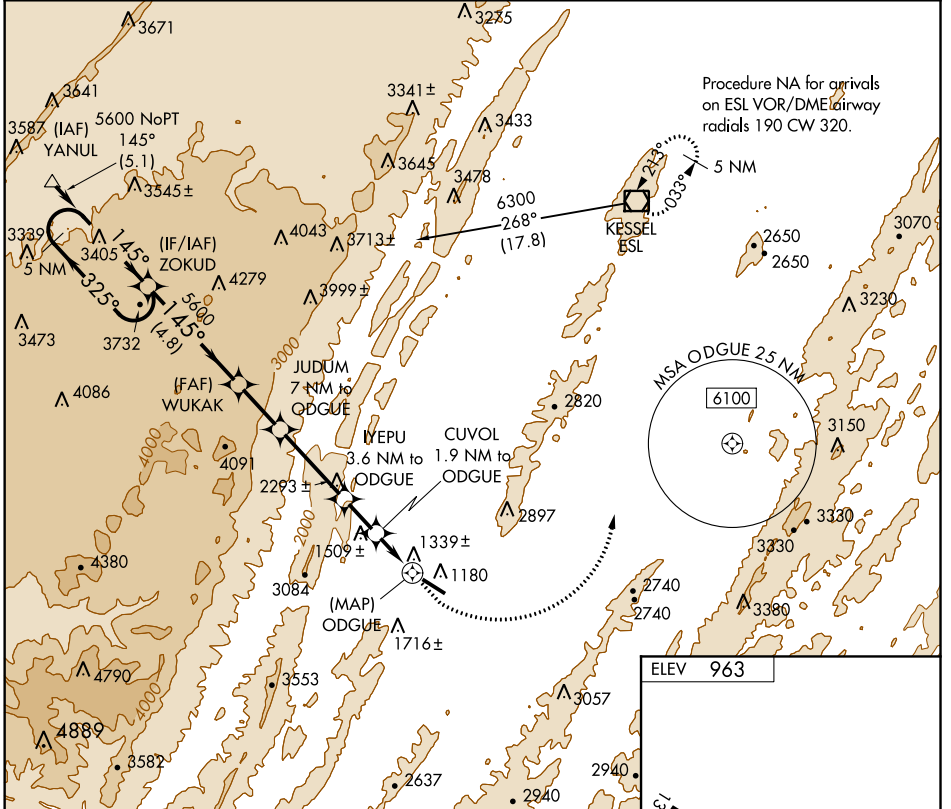 3671
3275
3641
3341±
Procedure NA for arrivals
on ESL VOR/DME airway
radials 190 CW 320.
3587
(IAF)
YANUL
5600 NoPT
145°
(5.1)
3433
3645
213°
5 NM
033°
3545±
3478
6300
268°
(17.8)
KESSEL
ESL
3339
5 NM
3405
145°
(IF/IAF)
ZOKUD
4043
3713±
2650
2650
3070
325°
4279
3999±
3230
3732
5600
145°
(4.8)
3473
3000
MSA ODGUE 25 NM
6100
(FAF)
WUKAK
JUDUM
7 NM to
ODGUE
4086
2820
4000
4091
IYEPU
3.6 NM to
ODGUE
CUVOL
1.9 NM to
ODGUE
3150
2293±
2897
2000
1509±
3330
3330
1339±
4380
3084
1180
(MAP)
ODGUE
2740
2740
3380
1716±
4790
4000
3553
3057
ELEV 963
4889
3582
2637
2940
2940